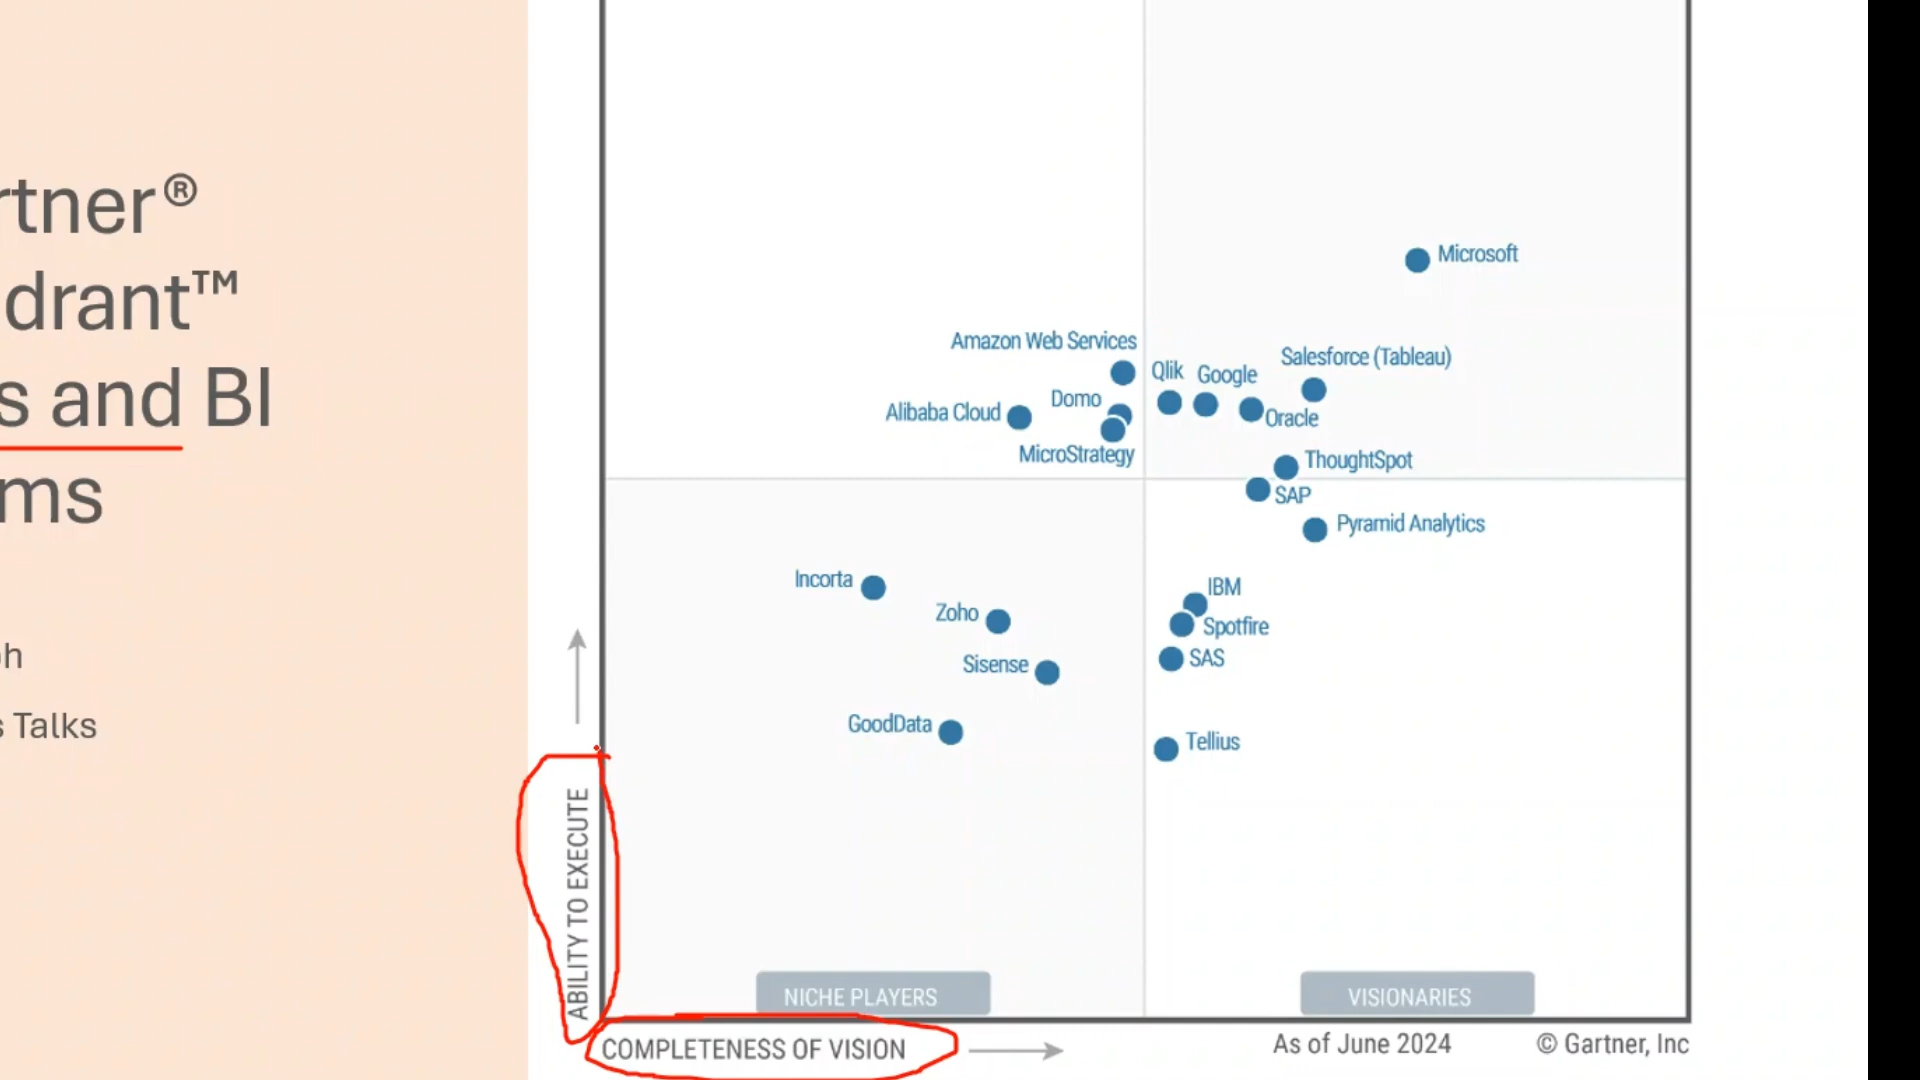 rtner®
drant™
s and BI
ms
h
s Talks
Microsoft
Amazon Web Services
Salesforce (Tableau)
Qlik
Google
Domo
Alibaba Cloud
Oracle
MicroStrategy
ThoughtSpot
SAP
Pyramid Analytics
Incorta
IBM
Zoho
Spotfire
Sisense
SAS
GoodData
Tellius
ABILITY TO EXECUTE
NICHE PLAYERS
VISIONARIES
COMPLETENESS OF VISION
As of June 2024
© Gartner, Inc